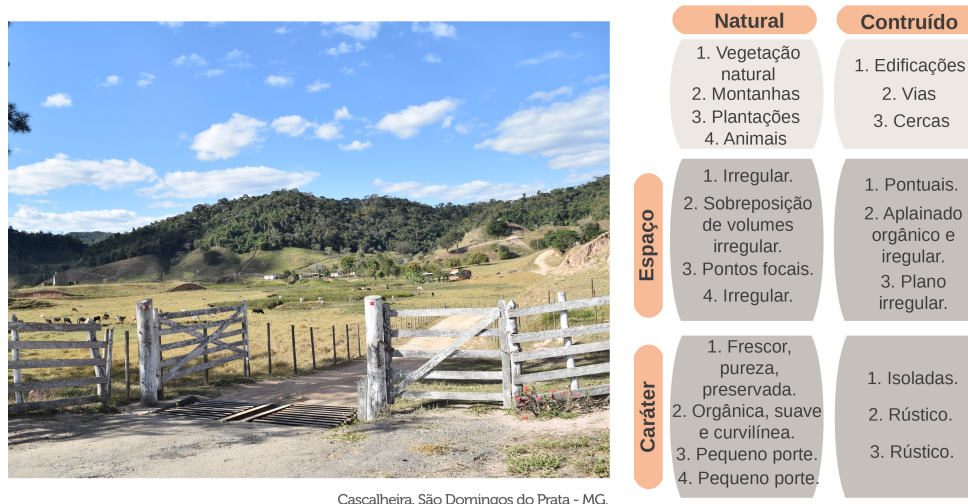 Natural
Contruído
1. Vegetação
natural
2. Montanhas
3. Plantações
4. Animais
1. Edificações
2. Vias
3. Cercas
Espaço
1. Irregular.
2. Sobreposição
de volumes
irregular.
3. Pontos focais.
4. Irregular.
1. Pontuais.
2. Aplainado
orgânico e
iregular.
3. Plano
irregular.
Caráter
1. Frescor,
pureza,
preservada.
2. Orgânica, suave
e curvilínea.
3. Pequeno porte.
4. Pequeno porte.
1. Isoladas.
2. Rústico.
3. Rústico.
Cascalheira, São Domingos do Prata - MG.